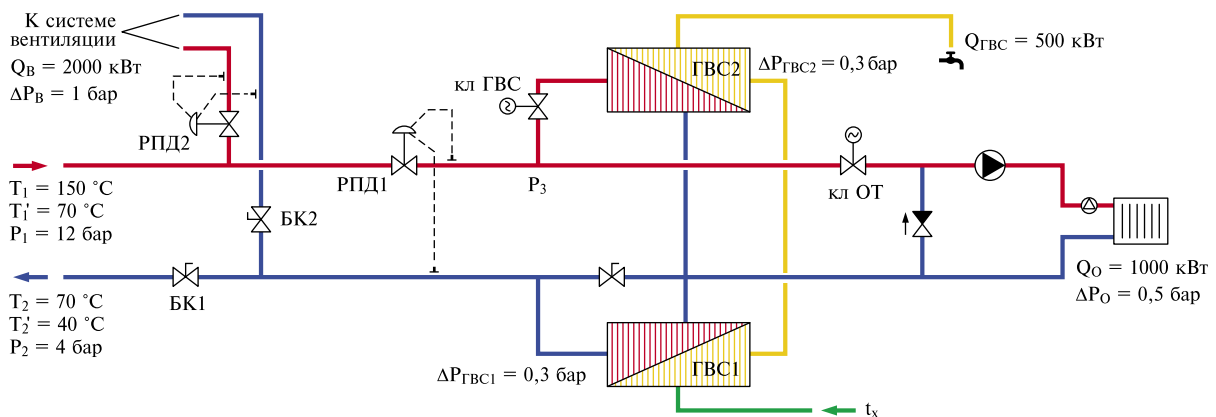 К системе
вентиляции
Q_В = 2000 кВт
ΔP_В = 1 бар
РПД2
T₁ = 150 °С
T₁' = 70 °С
P₁ = 12 бар
БК2
БК1
T₂ = 70 °С
T₂' = 40 °С
P₂ = 4 бар
РПД1
кл ГВС
P₃
ГВС2
ΔP_ГВС2 = 0,3 бар
Q_ГВС = 500 кВт
кл ОТ
Q_О = 1000 кВт
ΔP_О = 0,5 бар
ГВС1
ΔP_ГВС1 = 0,3 бар
t_x